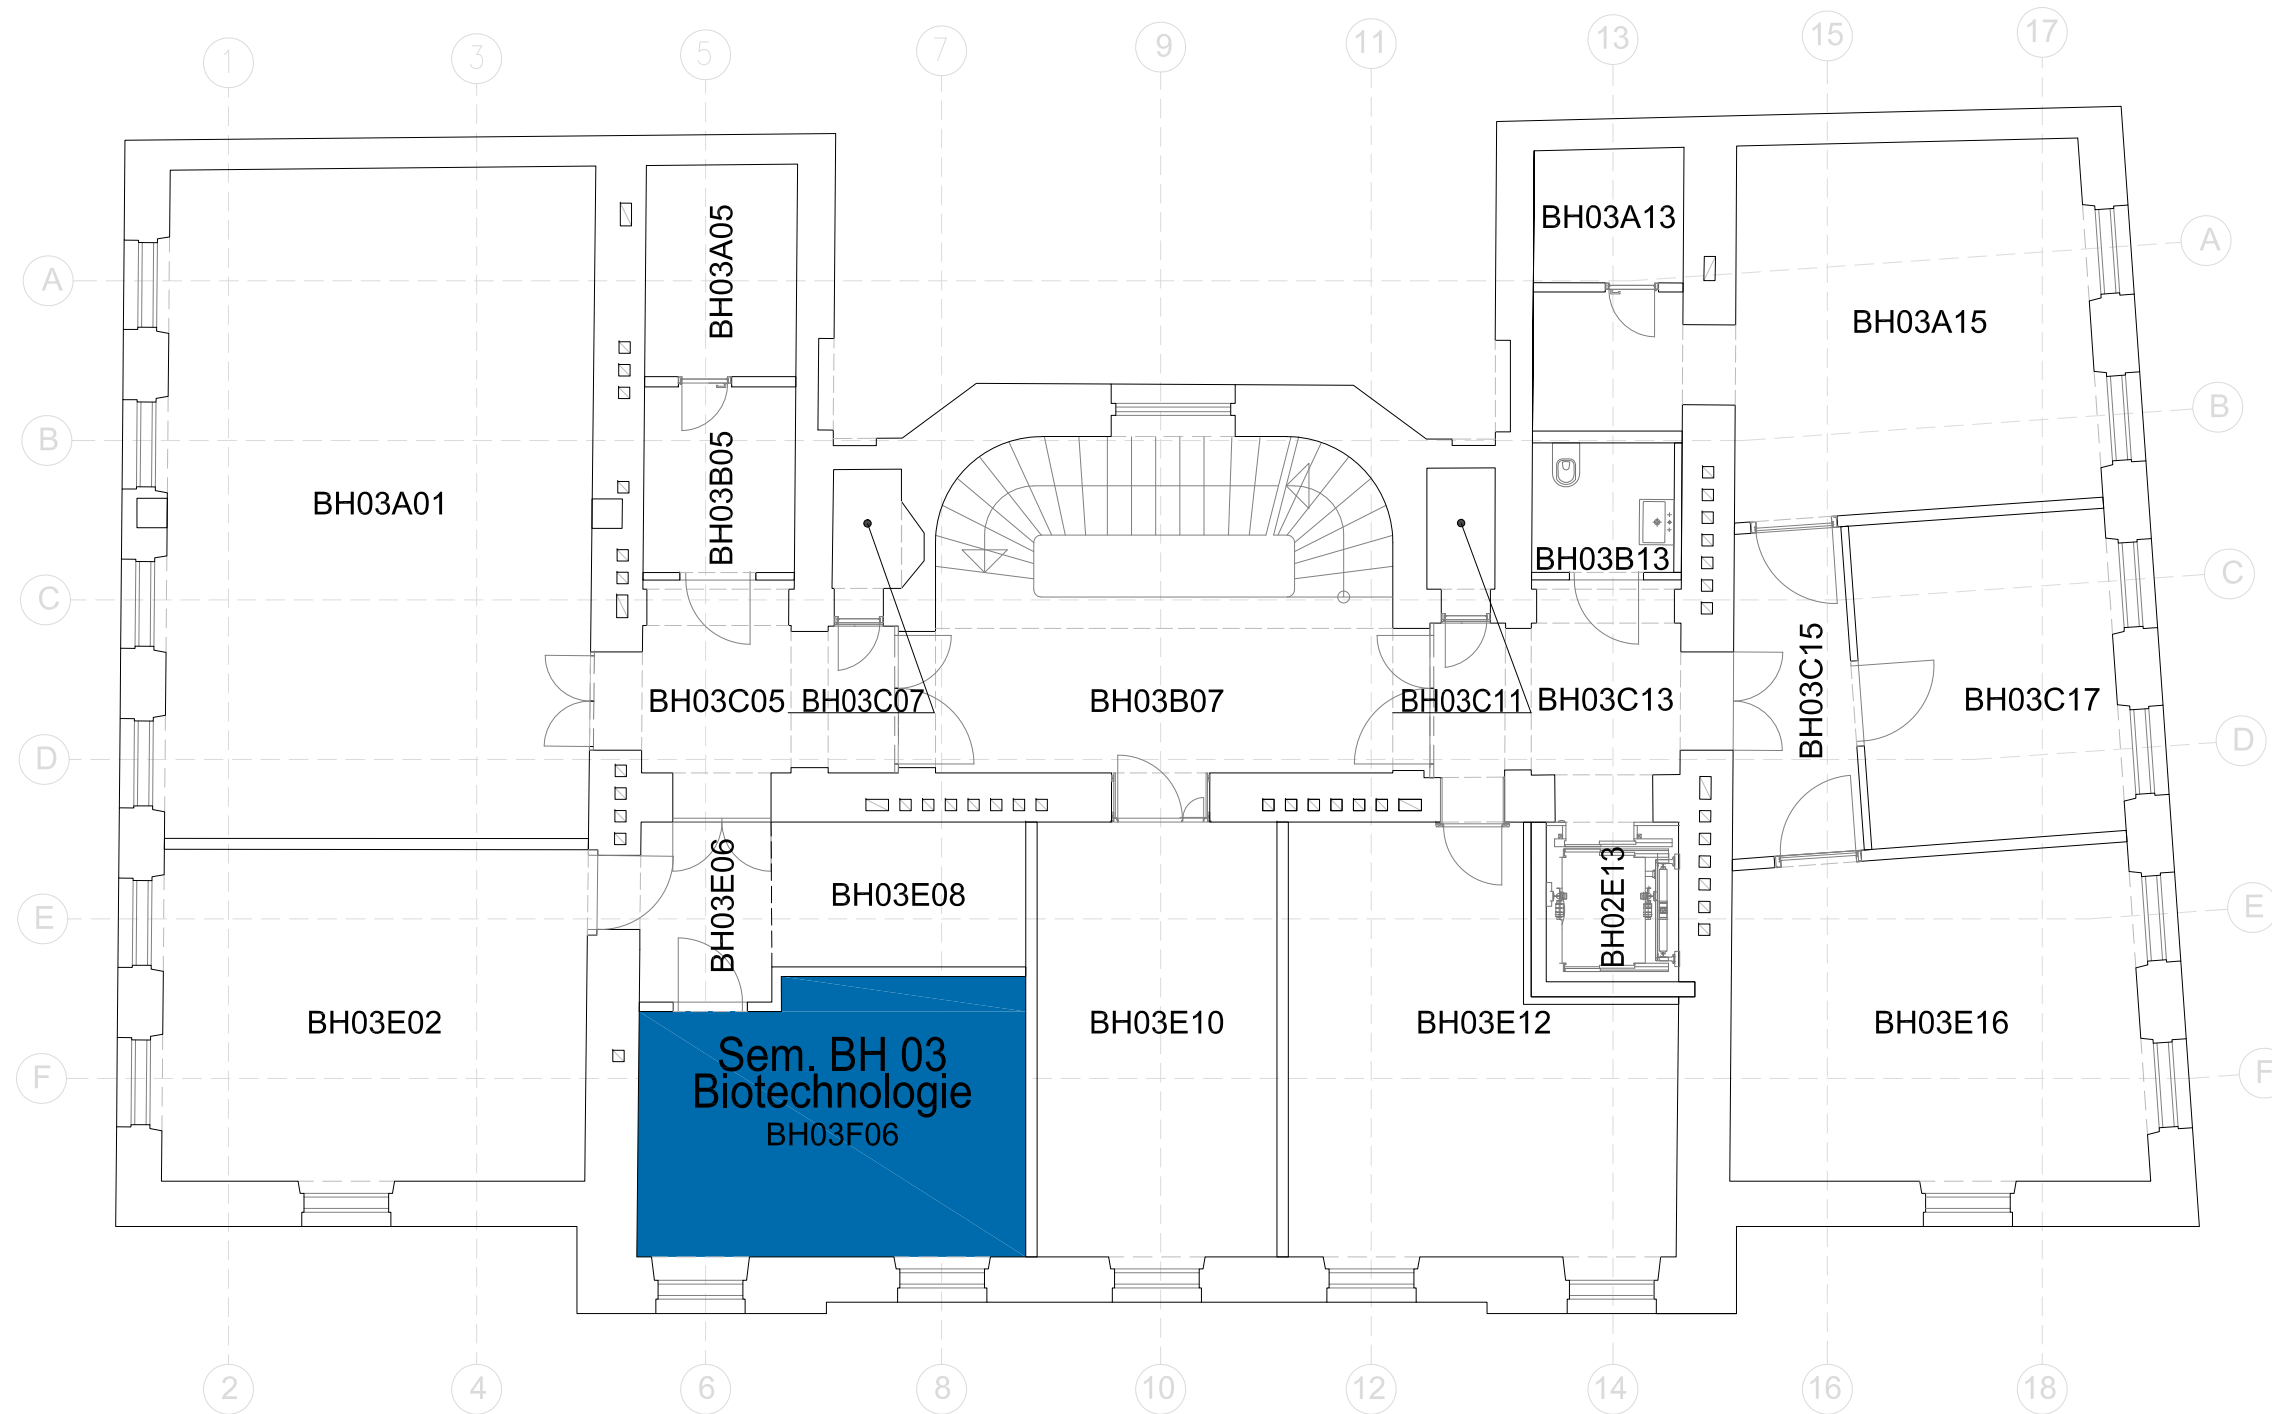 1 3 5 7 9 11 13 15 17
A A
BH03A05
BH03A13
BH03A15
B B
BH03A01
BH03B05
BH03B13
C C
BH03C05
BH03C07
BH03B07
BH03C11
BH03C13
BH03C15
BH03C17
D D
BH03E06
BH03E08
BH02E13
E E
BH03E02
Sem. BH 03
Biotechnologie
BH03F06
BH03E10
BH03E12
BH03E16
F F
2 4 6 8 10 12 14 16 18